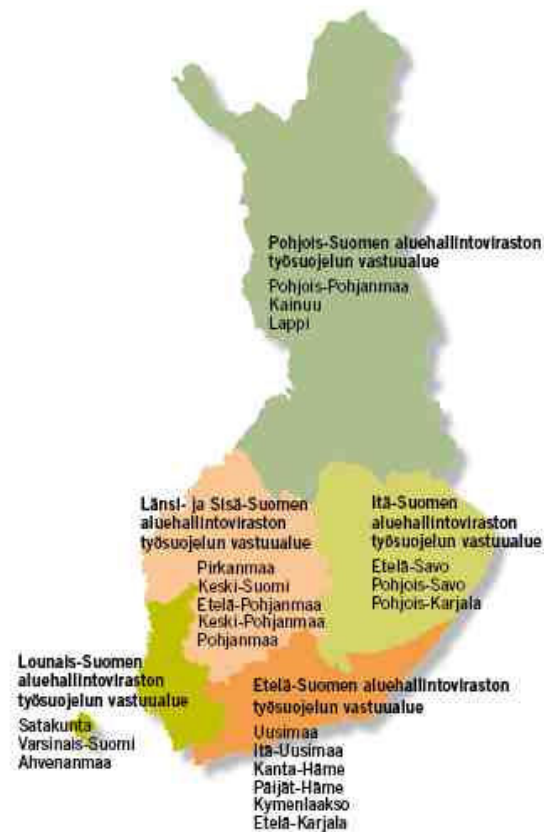 Pohjois-Suomen aluehallintoviraston
työsuojelun vastuualue
Pohjois-Pohjanmaa
Kainuu
Lappi
Länsi- ja Sisä-Suomen
aluehallintoviraston
työsuojelun vastuualue
Pirkanmaa
Keski-Suomi
Etelä-Pohjanmaa
Keski-Pohjanmaa
Pohjanmaa
Itä-Suomen
aluehallintoviraston
työsuojelun vastuualue
Etelä-Savo
Pohjois-Savo
Pohjois-Karjala
Lounais-Suomen
aluehallintoviraston
työsuojelun vastuualue
Satakunta
Varsinais-Suomi
Ahvenanmaa
Etelä-Suomen aluehallintoviraston
työsuojelun vastuualue
Uusimaa
Itä-Uusimaa
Kanta-Häme
Päijät-Häme
Kymenlaakso
Etelä-Karjala